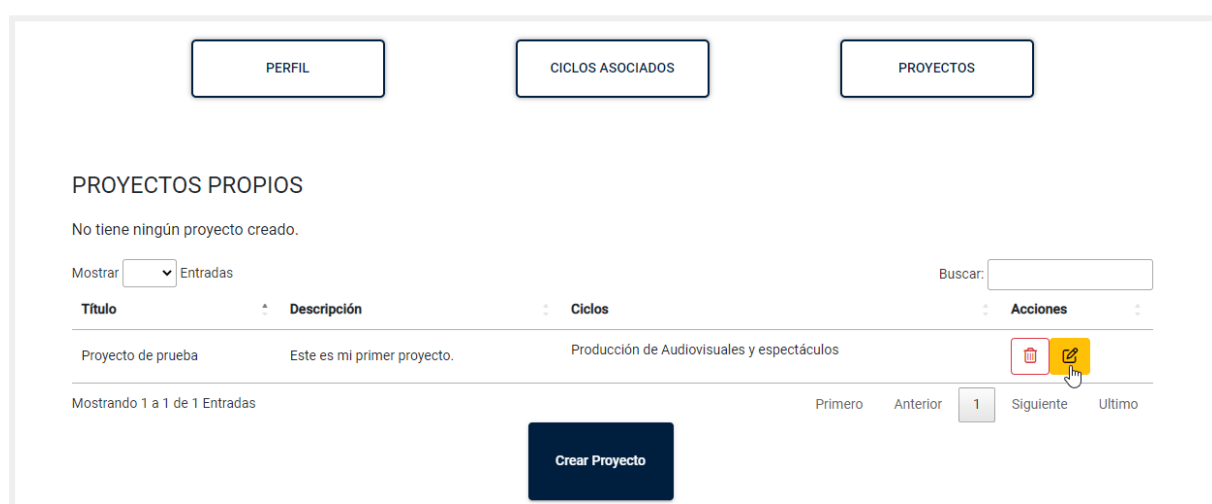 PERFIL CICLOS ASOCIADOS PROYECTOS
PROYECTOS PROPIOS
No tiene ningún proyecto creado.
Mostrar Entradas Buscar:
Título Descripción Ciclos Acciones
Proyecto de prueba Este es mi primer proyecto. Producción de Audiovisuales y espectáculos
Mostrando 1 a 1 de 1 Entradas Primero Anterior 1 Siguiente Ultimo
Crear Proyecto